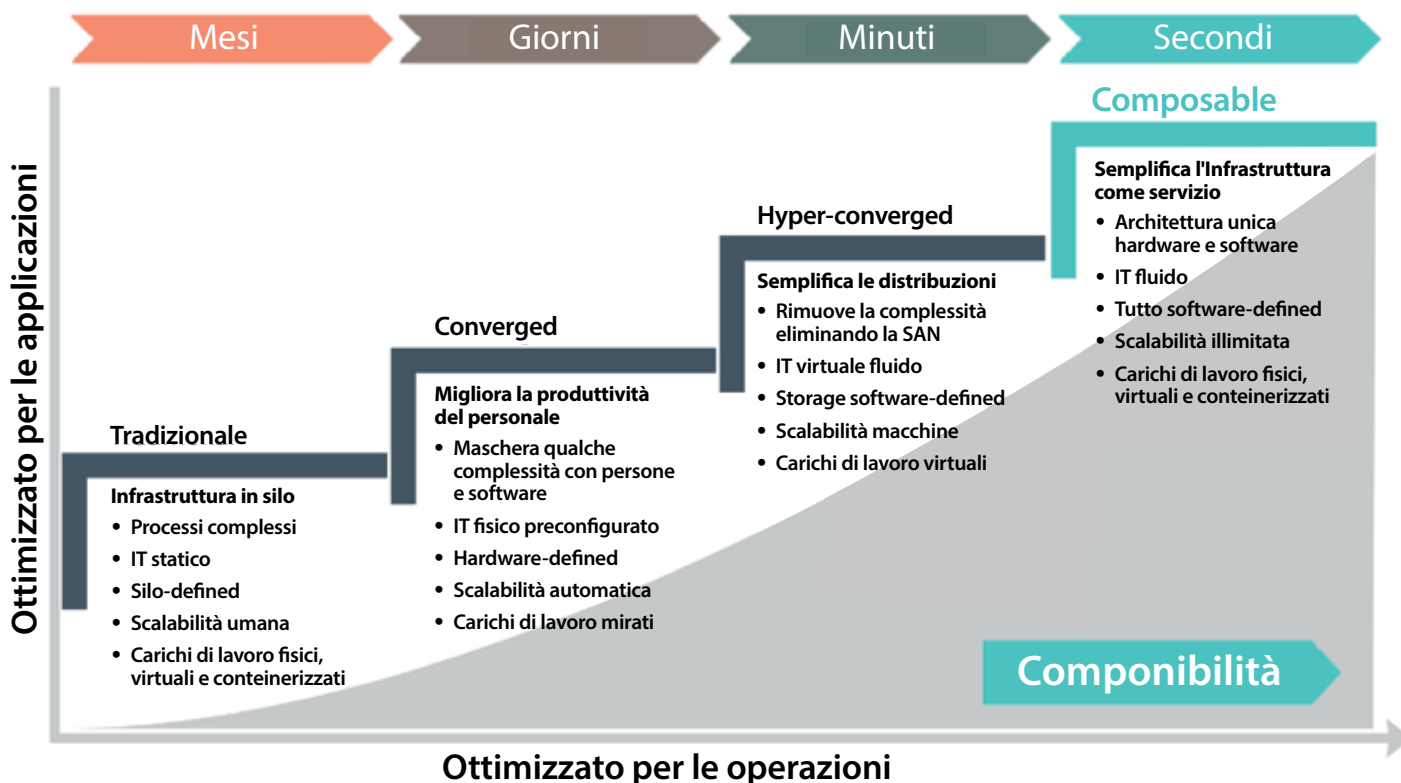 Mesi
Giorni
Minuti
Secondi
Ottimizzato per le applicazioni
Tradizionale
Infrastruttura in silo
• Processi complessi
• IT statico
• Silo-defined
• Scalabilità umana
• Carichi di lavoro fisici,
virtuali e conteinerizzati
Converged
Migliora la produttività
del personale
• Maschera qualche
complessità con persone
e software
• IT fisico preconfigurato
• Hardware-defined
• Scalabilità automatica
• Carichi di lavoro mirati
Hyper-converged
Semplifica le distribuzioni
• Rimuove la complessità
eliminando la SAN
• IT virtuale fluido
• Storage software-defined
• Scalabilità macchine
• Carichi di lavoro virtuali
Composable
Semplifica l'Infrastruttura
come servizio
• Architettura unica
hardware e software
• IT fluido
• Tutto software-defined
• Scalabilità illimitata
• Carichi di lavoro fisici,
virtuali e conteinerizzati
Componibilità
Ottimizzato per le operazioni